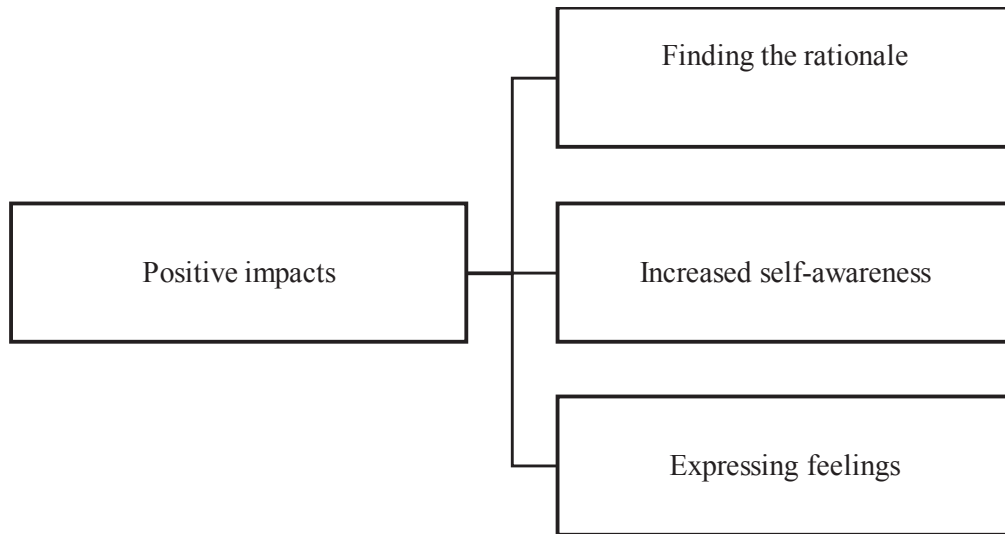 Finding the rationale
Positive impacts
Increased self-awareness
Expressing feelings